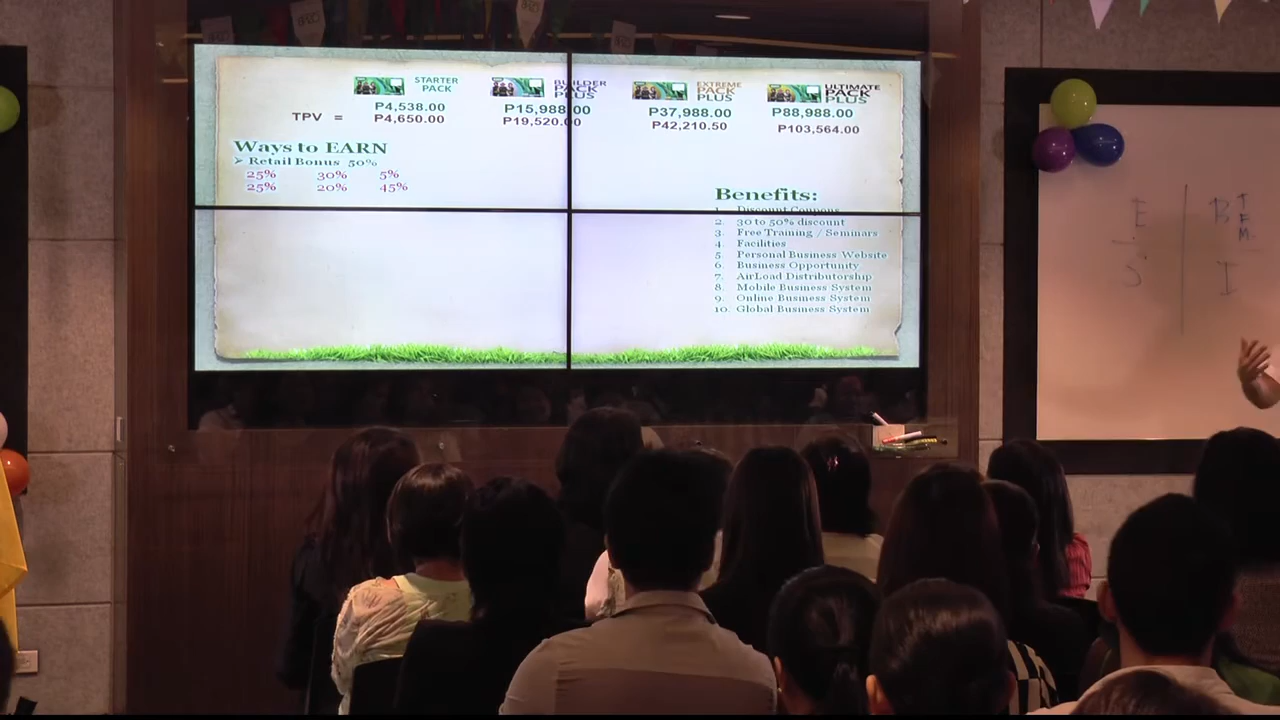 STARTER PACK
BUILDER PACK PLUS
EXTREME PACK PLUS
ULTIMATE PACK PLUS
P4,538.00 P15,988.00 P37,988.00 P88,988.00
TPV = P4,650.00 P19,520.00 P42,210.50 P103,564.00
Ways to EARN
➢ Retail Bonus 50%
25% 30% 5%
25% 20% 45%
Benefits:
1. Discount Coupons
2. 30 to 50% discount
3. Free Training / Seminars
4. Facilities
5. Personal Business Website
6. Business Opportunity
7. AirLoad Distributorship
8. Mobile Business System
9. Online Business System
10. Global Business System
E B T
E
M
S I